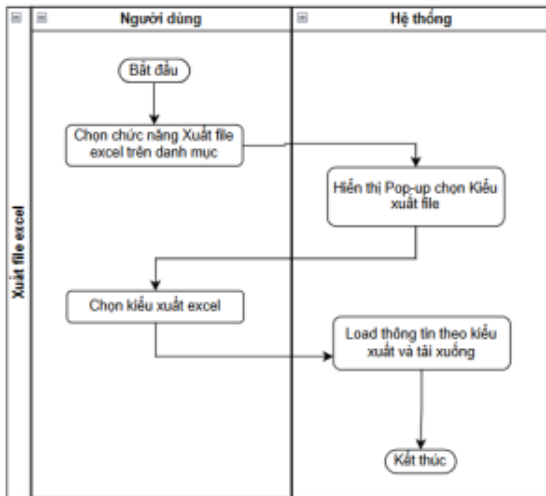 Người dùng
Hệ thống
Xuất file excel
Bắt đầu
Chọn chức năng Xuất file
excel trên danh mục
Hiển thị Pop-up chọn Kiểu
xuất file
Chọn kiểu xuất excel
Load thông tin theo kiểu
xuất và tải xuống
Kết thúc